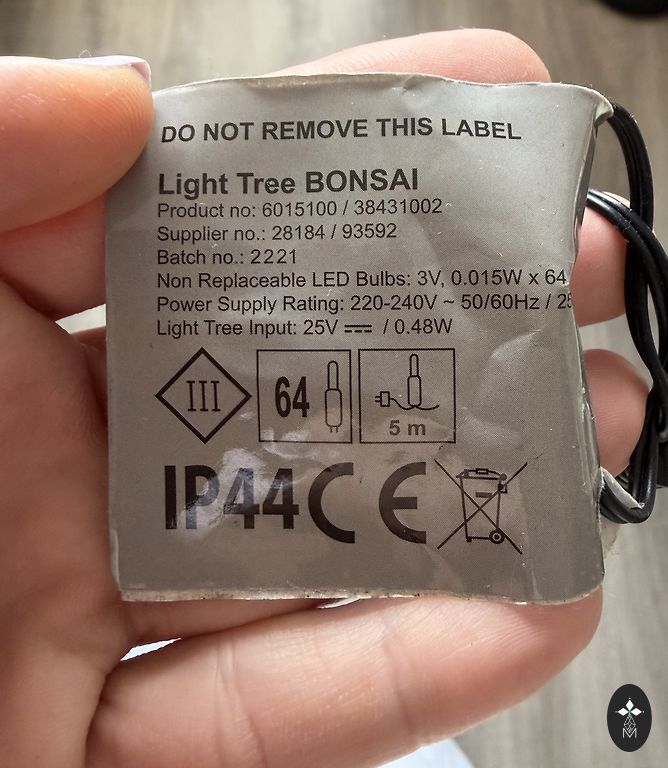 DO NOT REMOVE THIS LABEL
Light Tree BONSAI
Product no: 6015100 / 38431002
Supplier no.: 28184 / 93592
Batch no.: 2221
Non Replaceable LED Bulbs: 3V, 0.015W x 64
Power Supply Rating: 220-240V ~ 50/60Hz /
Light Tree Input: 25V ⎓ / 0.48W
III
64
5 m
IP44 CE
M